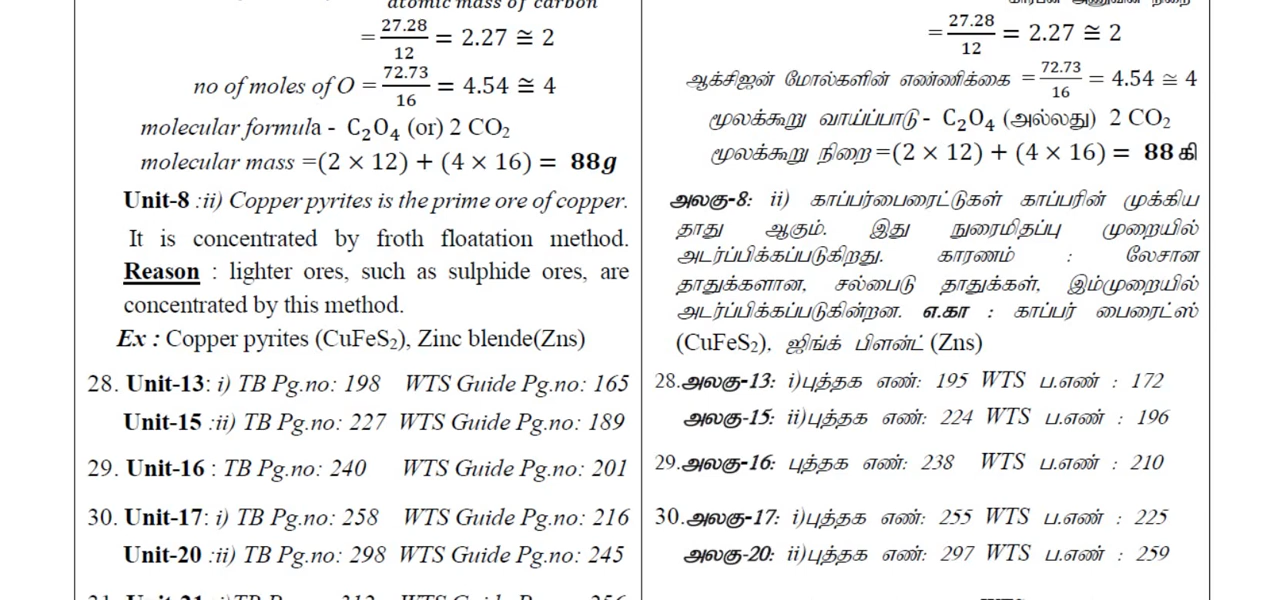 atomic mass of carbon
= 27.28/12 = 2.27 ≅ 2
no of moles of O = 72.73/16 = 4.54 ≅ 4
molecular formula - C₂O₄ (or) 2 CO₂
molecular mass =(2 × 12) + (4 × 16) = 88g
Unit-8 :ii) Copper pyrites is the prime ore of copper.
It is concentrated by froth floatation method.
Reason : lighter ores, such as sulphide ores, are
concentrated by this method.
Ex : Copper pyrites (CuFeS₂), Zinc blende(Zns)
28. Unit-13: i) TB Pg.no: 198 WTS Guide Pg.no: 165
Unit-15 :ii) TB Pg.no: 227 WTS Guide Pg.no: 189
29. Unit-16 : TB Pg.no: 240 WTS Guide Pg.no: 201
30. Unit-17: i) TB Pg.no: 258 WTS Guide Pg.no: 216
Unit-20 :ii) TB Pg.no: 298 WTS Guide Pg.no: 245
= 27.28/12 = 2.27 ≅ 2
ஆக்சிஜன் மோல்களின் எண்ணிக்கை = 72.73/16 = 4.54 ≅ 4
மூலக்கூறு வாய்ப்பாடு - C₂O₄ (அல்லது) 2 CO₂
மூலக்கூறு நிறை =(2 × 12) + (4 × 16) = 88 கி
அலகு-8: ii) காப்பர்பைரைட்டுகள் காப்பரின் முக்கிய
தாது ஆகும். இது நுரைமிதப்பு முறையில்
அடர்ப்பிக்கப்படுகிறது. காரணம் : லேசான
தாதுக்களான, சல்பைடு தாதுக்கள், இம்முறையில்
அடர்ப்பிக்கப்படுகின்றன. எ.கா : காப்பர் பைரைட்ஸ்
(CuFeS₂), ஜிங்க் பிளன்ட் (Zns)
28.அலகு-13: i)புத்தக எண்: 195 WTS ப.எண் : 172
அலகு-15: ii)புத்தக எண்: 224 WTS ப.எண் : 196
29.அலகு-16: புத்தக எண்: 238 WTS ப.எண் : 210
30.அலகு-17: i)புத்தக எண்: 255 WTS ப.எண் : 225
அலகு-20: ii)புத்தக எண்: 297 WTS ப.எண் : 259